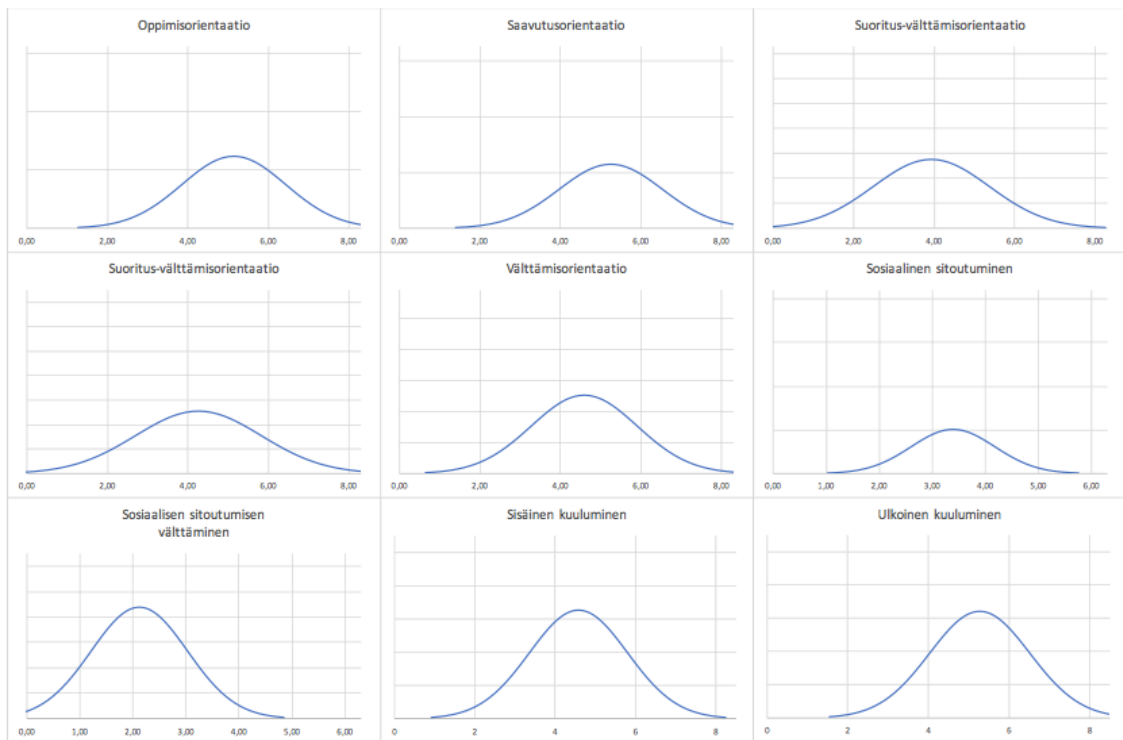 Oppimisorientaatio
0,00 2,00 4,00 6,00 8,00
Saavutusorientaatio
0,00 2,00 4,00 6,00 8,00
Suoritus-välttämisorientaatio
0,00 2,00 4,00 6,00 8,00
Suoritus-välttämisorientaatio
0,00 2,00 4,00 6,00 8,00
Välttämisorientaatio
0,00 2,00 4,00 6,00 8,00
Sosiaalinen sitoutuminen
0,00 1,00 2,00 3,00 4,00 5,00 6,00
Sosiaalisen sitoutumisen
välttäminen
0,00 1,00 2,00 3,00 4,00 5,00 6,00
Sisäinen kuuluminen
0 2 4 6 8
Ulkoinen kuuluminen
0 2 4 6 8